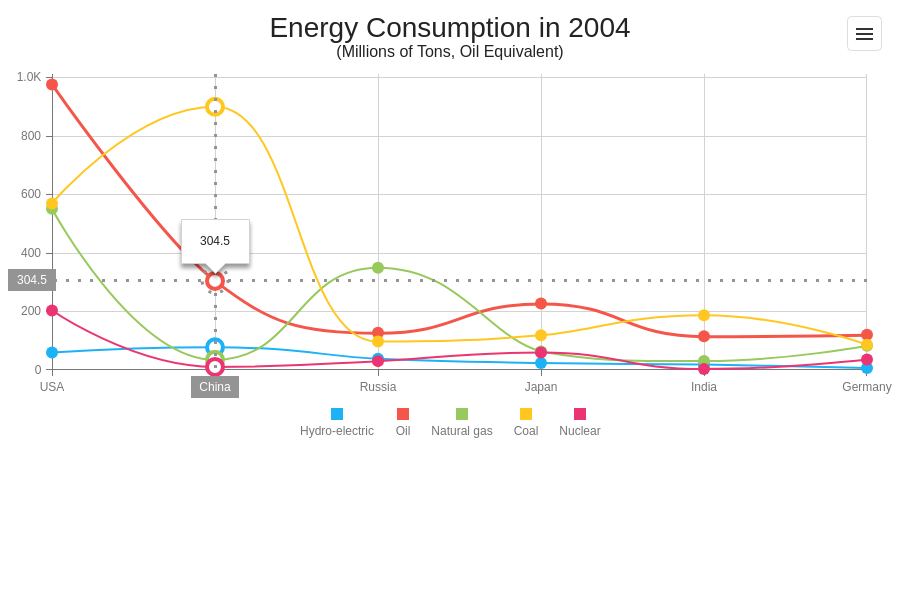 Energy Consumption in 2004
(Millions of Tons, Oil Equivalent)
1.0K
800
600
400
304.5
304.5
200
0
USA China Russia Japan India Germany
Hydro-electric Oil Natural gas Coal Nuclear